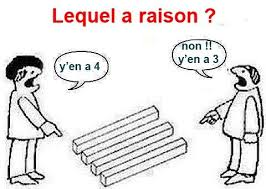 Lequel a raison ?
y'en a 4
non !!
y'en a 3